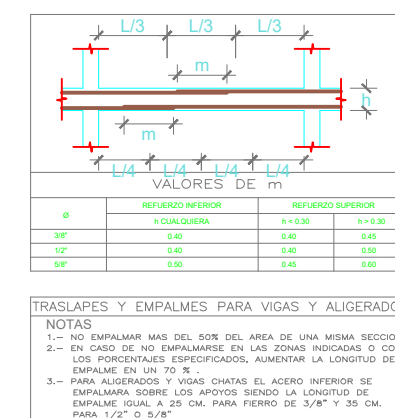 L/3 L/3 L/3
m
h
m
L/4 L/4 L/4 L/4
VALORES DE m
Ø REFUERZO INFERIOR REFUERZO SUPERIOR
h CUALQUIERA h < 0.30 h > 0.30
3/8" 0.40 0.40 0.45
1/2" 0.40 0.40 0.50
5/8" 0.50 0.45 0.60
TRASLAPES Y EMPALMES PARA VIGAS Y ALIGERADO
NOTAS
1.- NO EMPALMAR MAS DEL 50% DEL AREA DE UNA MISMA SECCIO
2.- EN CASO DE NO EMPALMARSE EN LAS ZONAS INDICADAS O CO
LOS PORCENTAJES ESPECIFICADOS, AUMENTAR LA LONGITUD DE
EMPALME EN UN 70 % .
3.- PARA ALIGERADOS Y VIGAS CHATAS EL ACERO INFERIOR SE
EMPALMARA SOBRE LOS APOYOS SIENDO LA LONGITUD DE
EMPALME IGUAL A 25 CM. PARA FIERRO DE 3/8" Y 35 CM.
PARA 1/2" O 5/8"